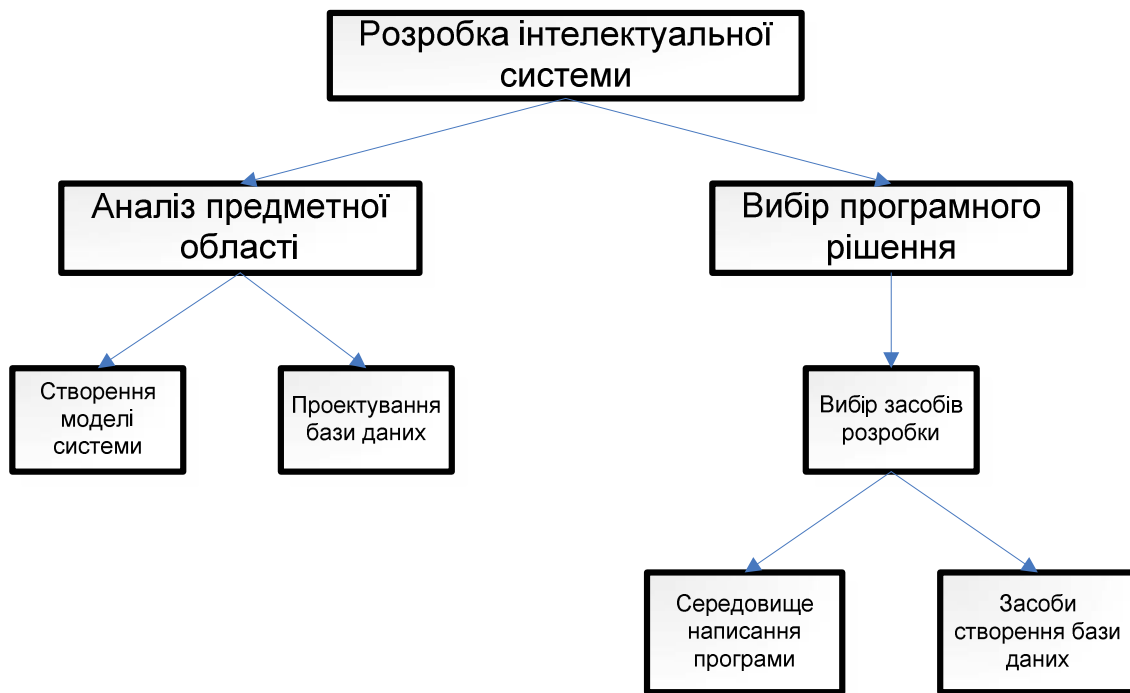 Розробка інтелектуальної
системи
Аналіз предметної
області
Вибір програмного
рішення
Створення
моделі
системи
Проектування
бази даних
Вибір засобів
розробки
Середовище
написання
програми
Засоби
створення бази
даних